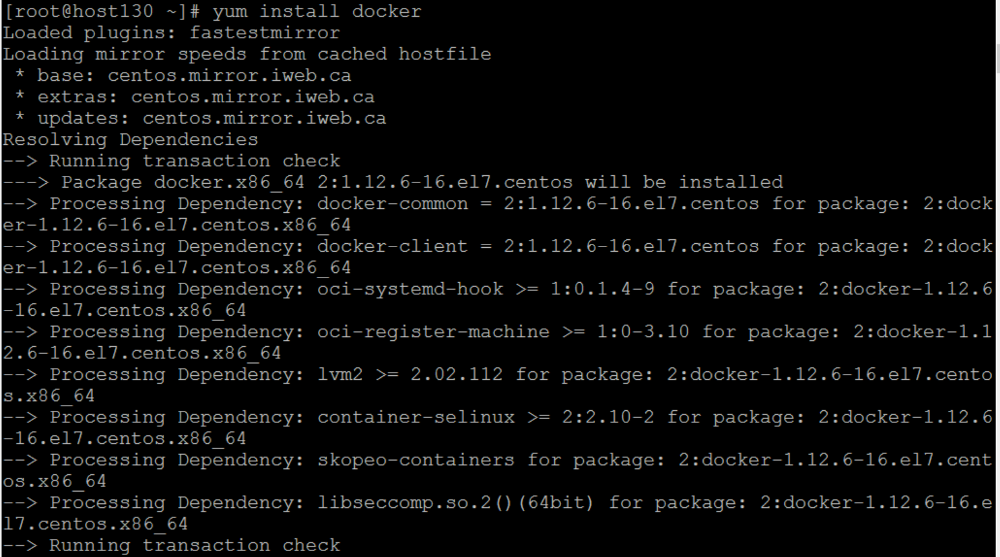 [root@host130 ~]# yum install docker
Loaded plugins: fastestmirror
Loading mirror speeds from cached hostfile
 * base: centos.mirror.iweb.ca
 * extras: centos.mirror.iweb.ca
 * updates: centos.mirror.iweb.ca
Resolving Dependencies
--> Running transaction check
---> Package docker.x86_64 2:1.12.6-16.el7.centos will be installed
--> Processing Dependency: docker-common = 2:1.12.6-16.el7.centos for package: 2:dock
er-1.12.6-16.el7.centos.x86_64
--> Processing Dependency: docker-client = 2:1.12.6-16.el7.centos for package: 2:dock
er-1.12.6-16.el7.centos.x86_64
--> Processing Dependency: oci-systemd-hook >= 1:0.1.4-9 for package: 2:docker-1.12.6
-16.el7.centos.x86_64
--> Processing Dependency: oci-register-machine >= 1:0-3.10 for package: 2:docker-1.1
2.6-16.el7.centos.x86_64
--> Processing Dependency: lvm2 >= 2.02.112 for package: 2:docker-1.12.6-16.el7.cento
s.x86_64
--> Processing Dependency: container-selinux >= 2:2.10-2 for package: 2:docker-1.12.6
-16.el7.centos.x86_64
--> Processing Dependency: skopeo-containers for package: 2:docker-1.12.6-16.el7.cent
os.x86_64
--> Processing Dependency: libseccomp.so.2()(64bit) for package: 2:docker-1.12.6-16.e
l7.centos.x86_64
--> Running transaction check